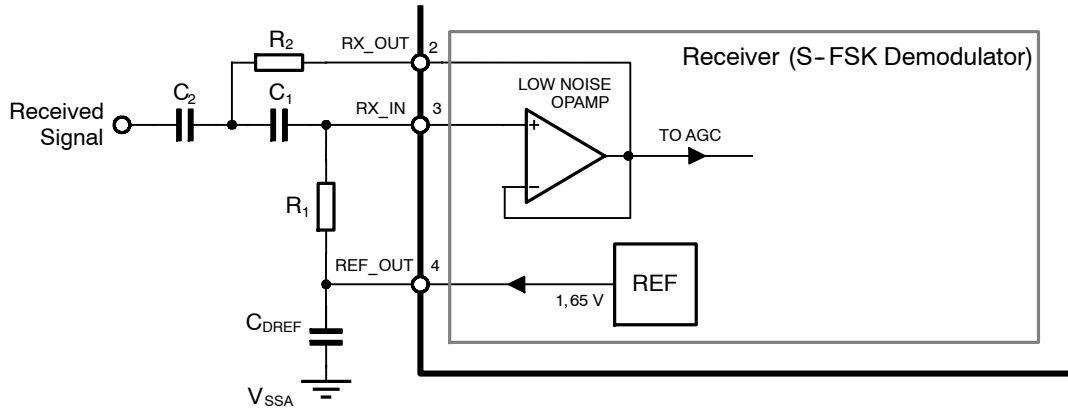 R2
RX_OUT
2
Receiver (S-FSK Demodulator)
C2
C1
RX_IN
3
LOW NOISE
OPAMP
Received
Signal
+
−
TO AGC
R1
REF_OUT
4
1,65 V
REF
CDREF
VSSA